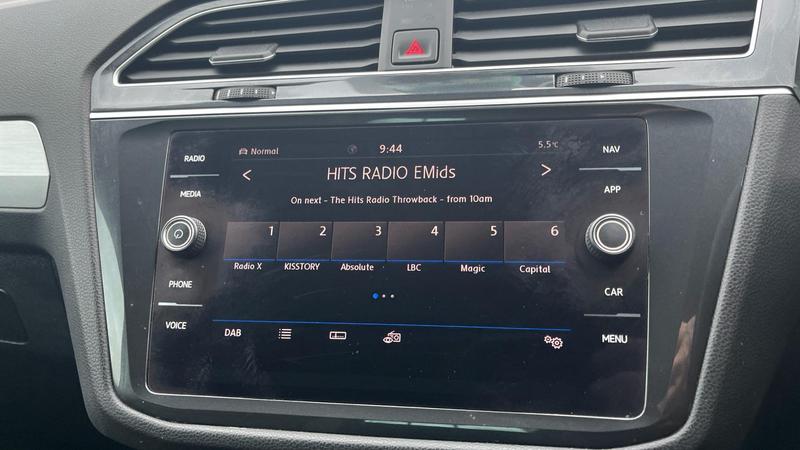 RADIO
MEDIA
PHONE
VOICE
Normal 9:44 5.5°C
< HITS RADIO EMids >
On next - The Hits Radio Throwback - from 10am
1 2 3 4 5 6
Radio X KISSTORY Absolute LBC Magic Capital
DAB
NAV
APP
CAR
MENU